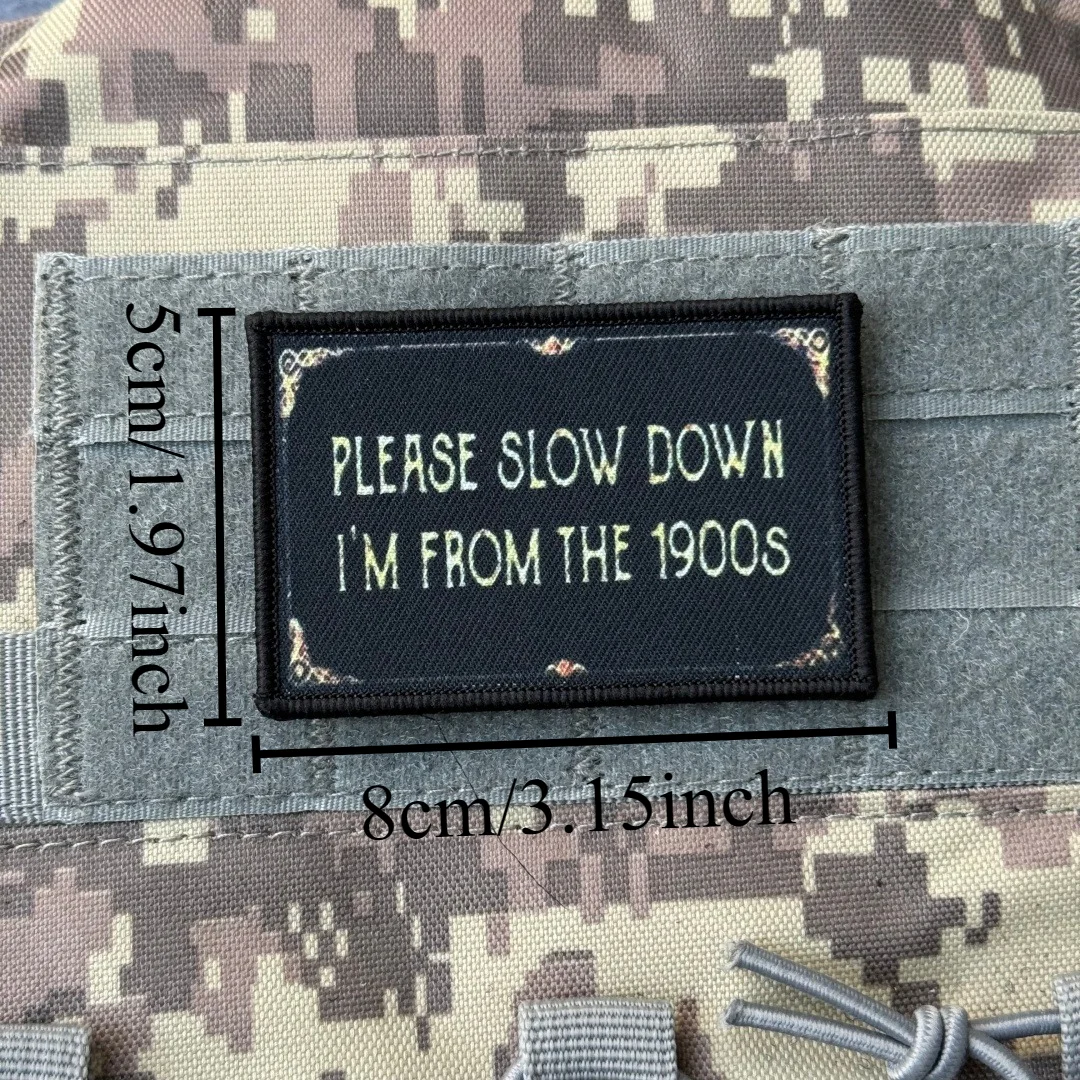 PLEASE SLOW DOWN
I'M FROM THE 1900s
5cm/1.97inch
8cm/3.15inch